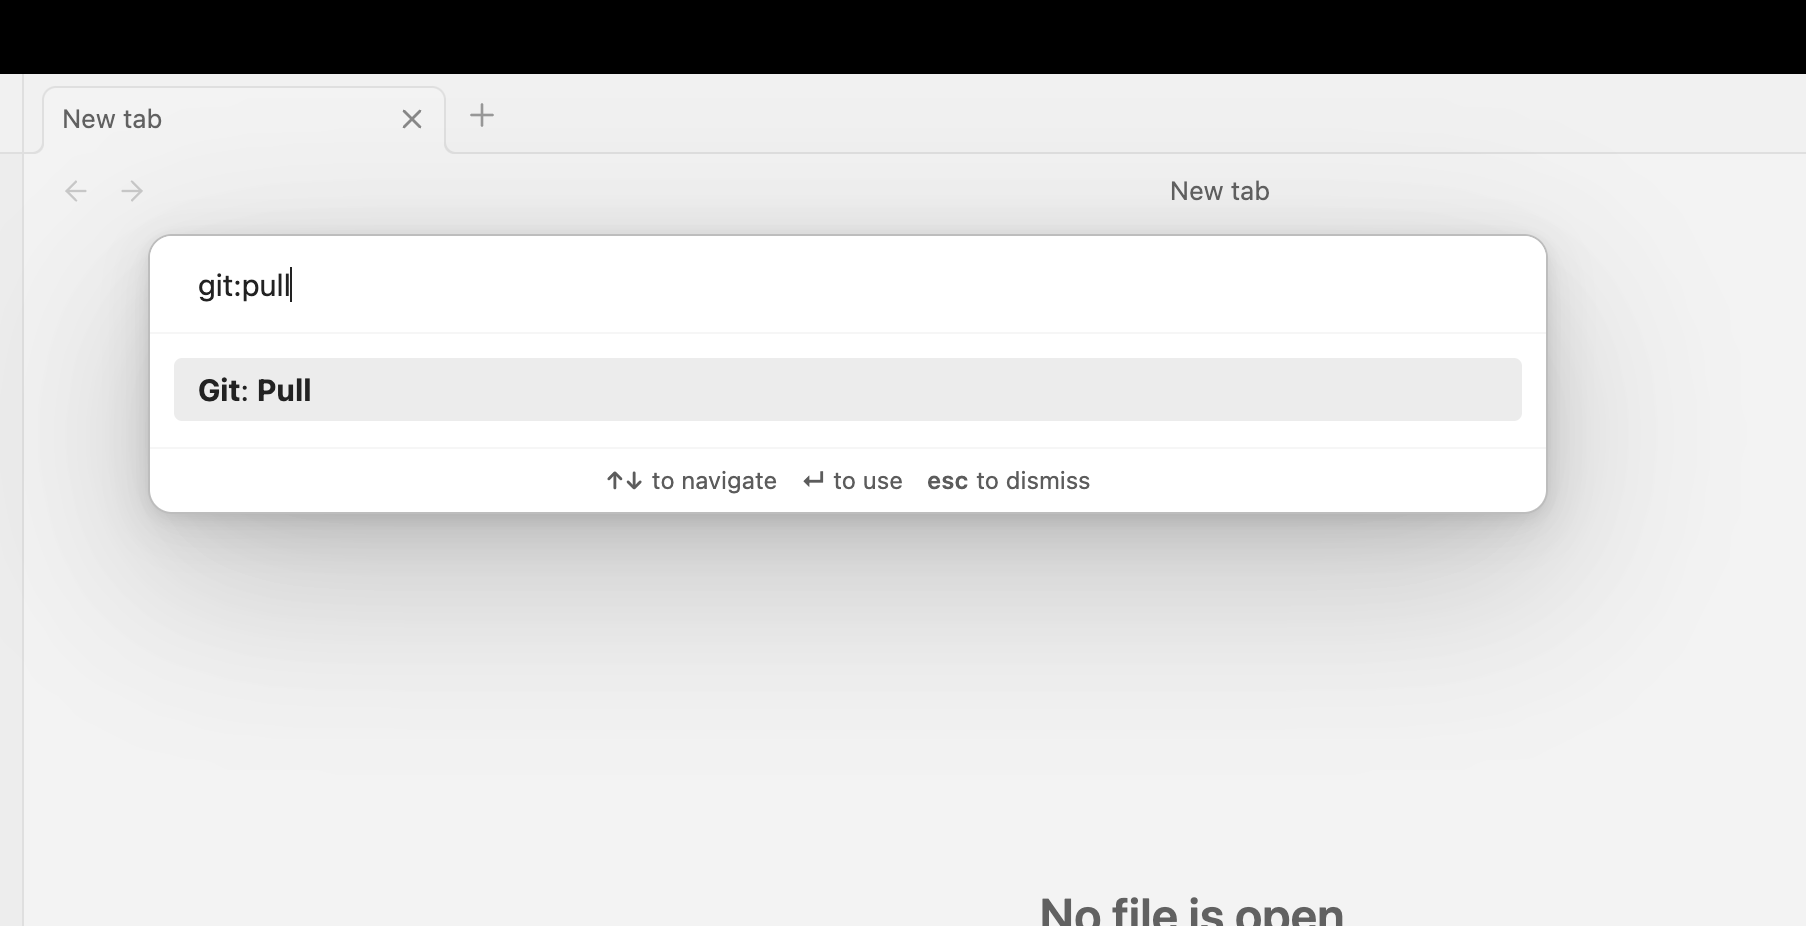 New tab
New tab
git:pull
Git: Pull
↑↓ to navigate ↵ to use esc to dismiss
No file is open